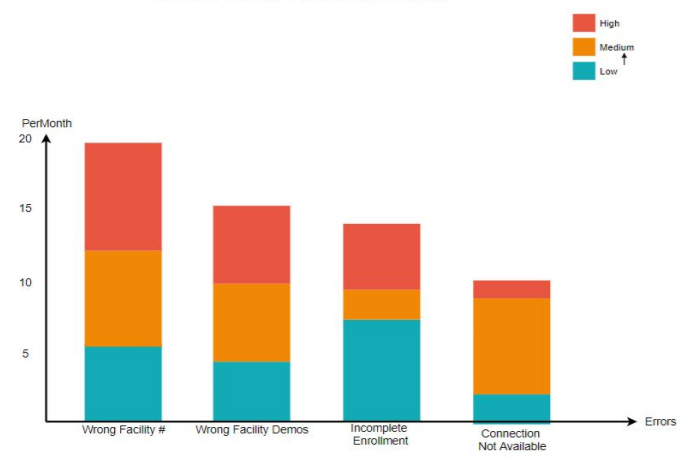 High
Medium
Low
PerMonth
20
15
10
5
Errors
Wrong Facility #
Wrong Facility Demos
Incomplete
Enrollment
Connection
Not Available